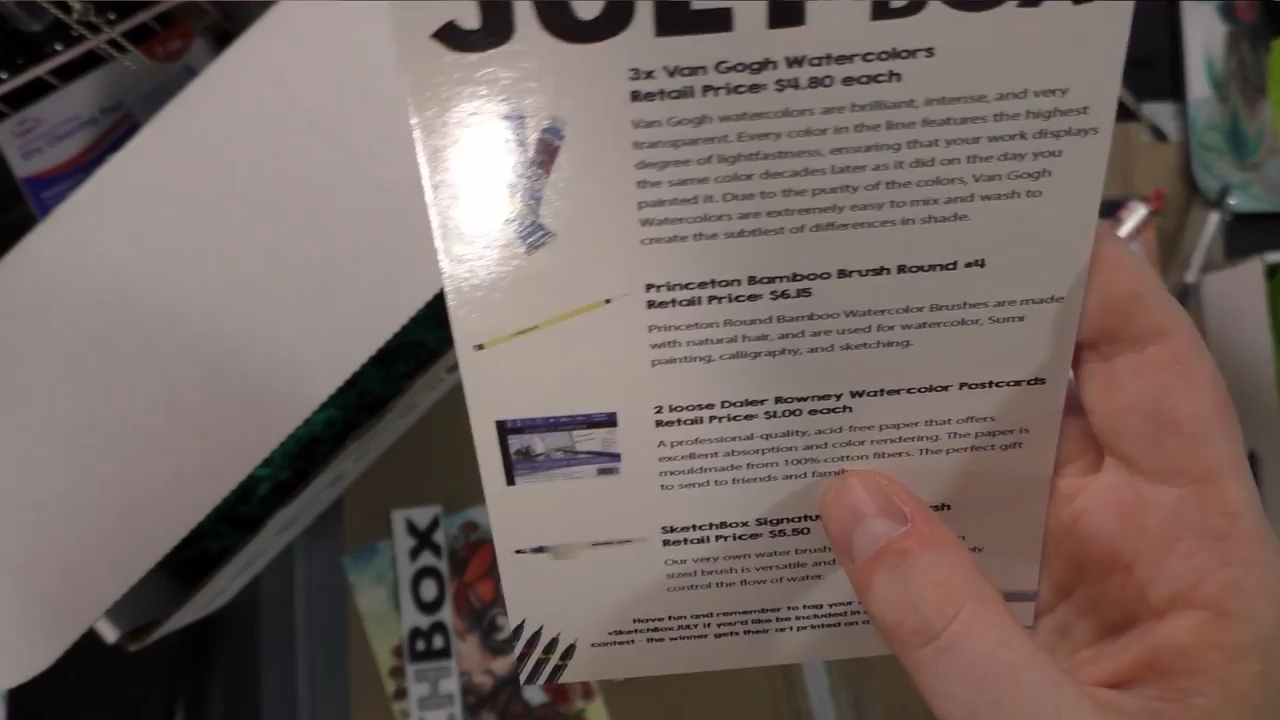 JULY BOX
3x Van Gogh Watercolors
Retail Price: $4.80 each
Van Gogh watercolors are brilliant, intense, and very
transparent. Every color in the line features the highest
degree of lightfastness, ensuring that your work displays
the same color decades later as it did on the day you
painted it. Due to the purity of the colors, Van Gogh
Watercolors are extremely easy to mix and wash to
create the subtlest of differences in shade.
Princeton Bamboo Brush Round #4
Retail Price: $6.15
Princeton Round Bamboo Watercolor Brushes are made
with natural hair, and are used for watercolor, Sumi
painting, calligraphy, and sketching.
2 loose Daler Rowney Watercolor Postcards
Retail Price: $1.00 each
A professional-quality, acid-free paper that offers
excellent absorption and color rendering. The paper is
mouldmade from 100% cotton fibers. The perfect gift
to send to friends and
SketchBox
Retail Price: $5.50
Our very own water brush
sized brush is versatile and
control the flow of water.
Have fun and remember to tag your
#SketchBoxJULY if you'd like be included in
contest - the winner gets their art printed on a
HBOX